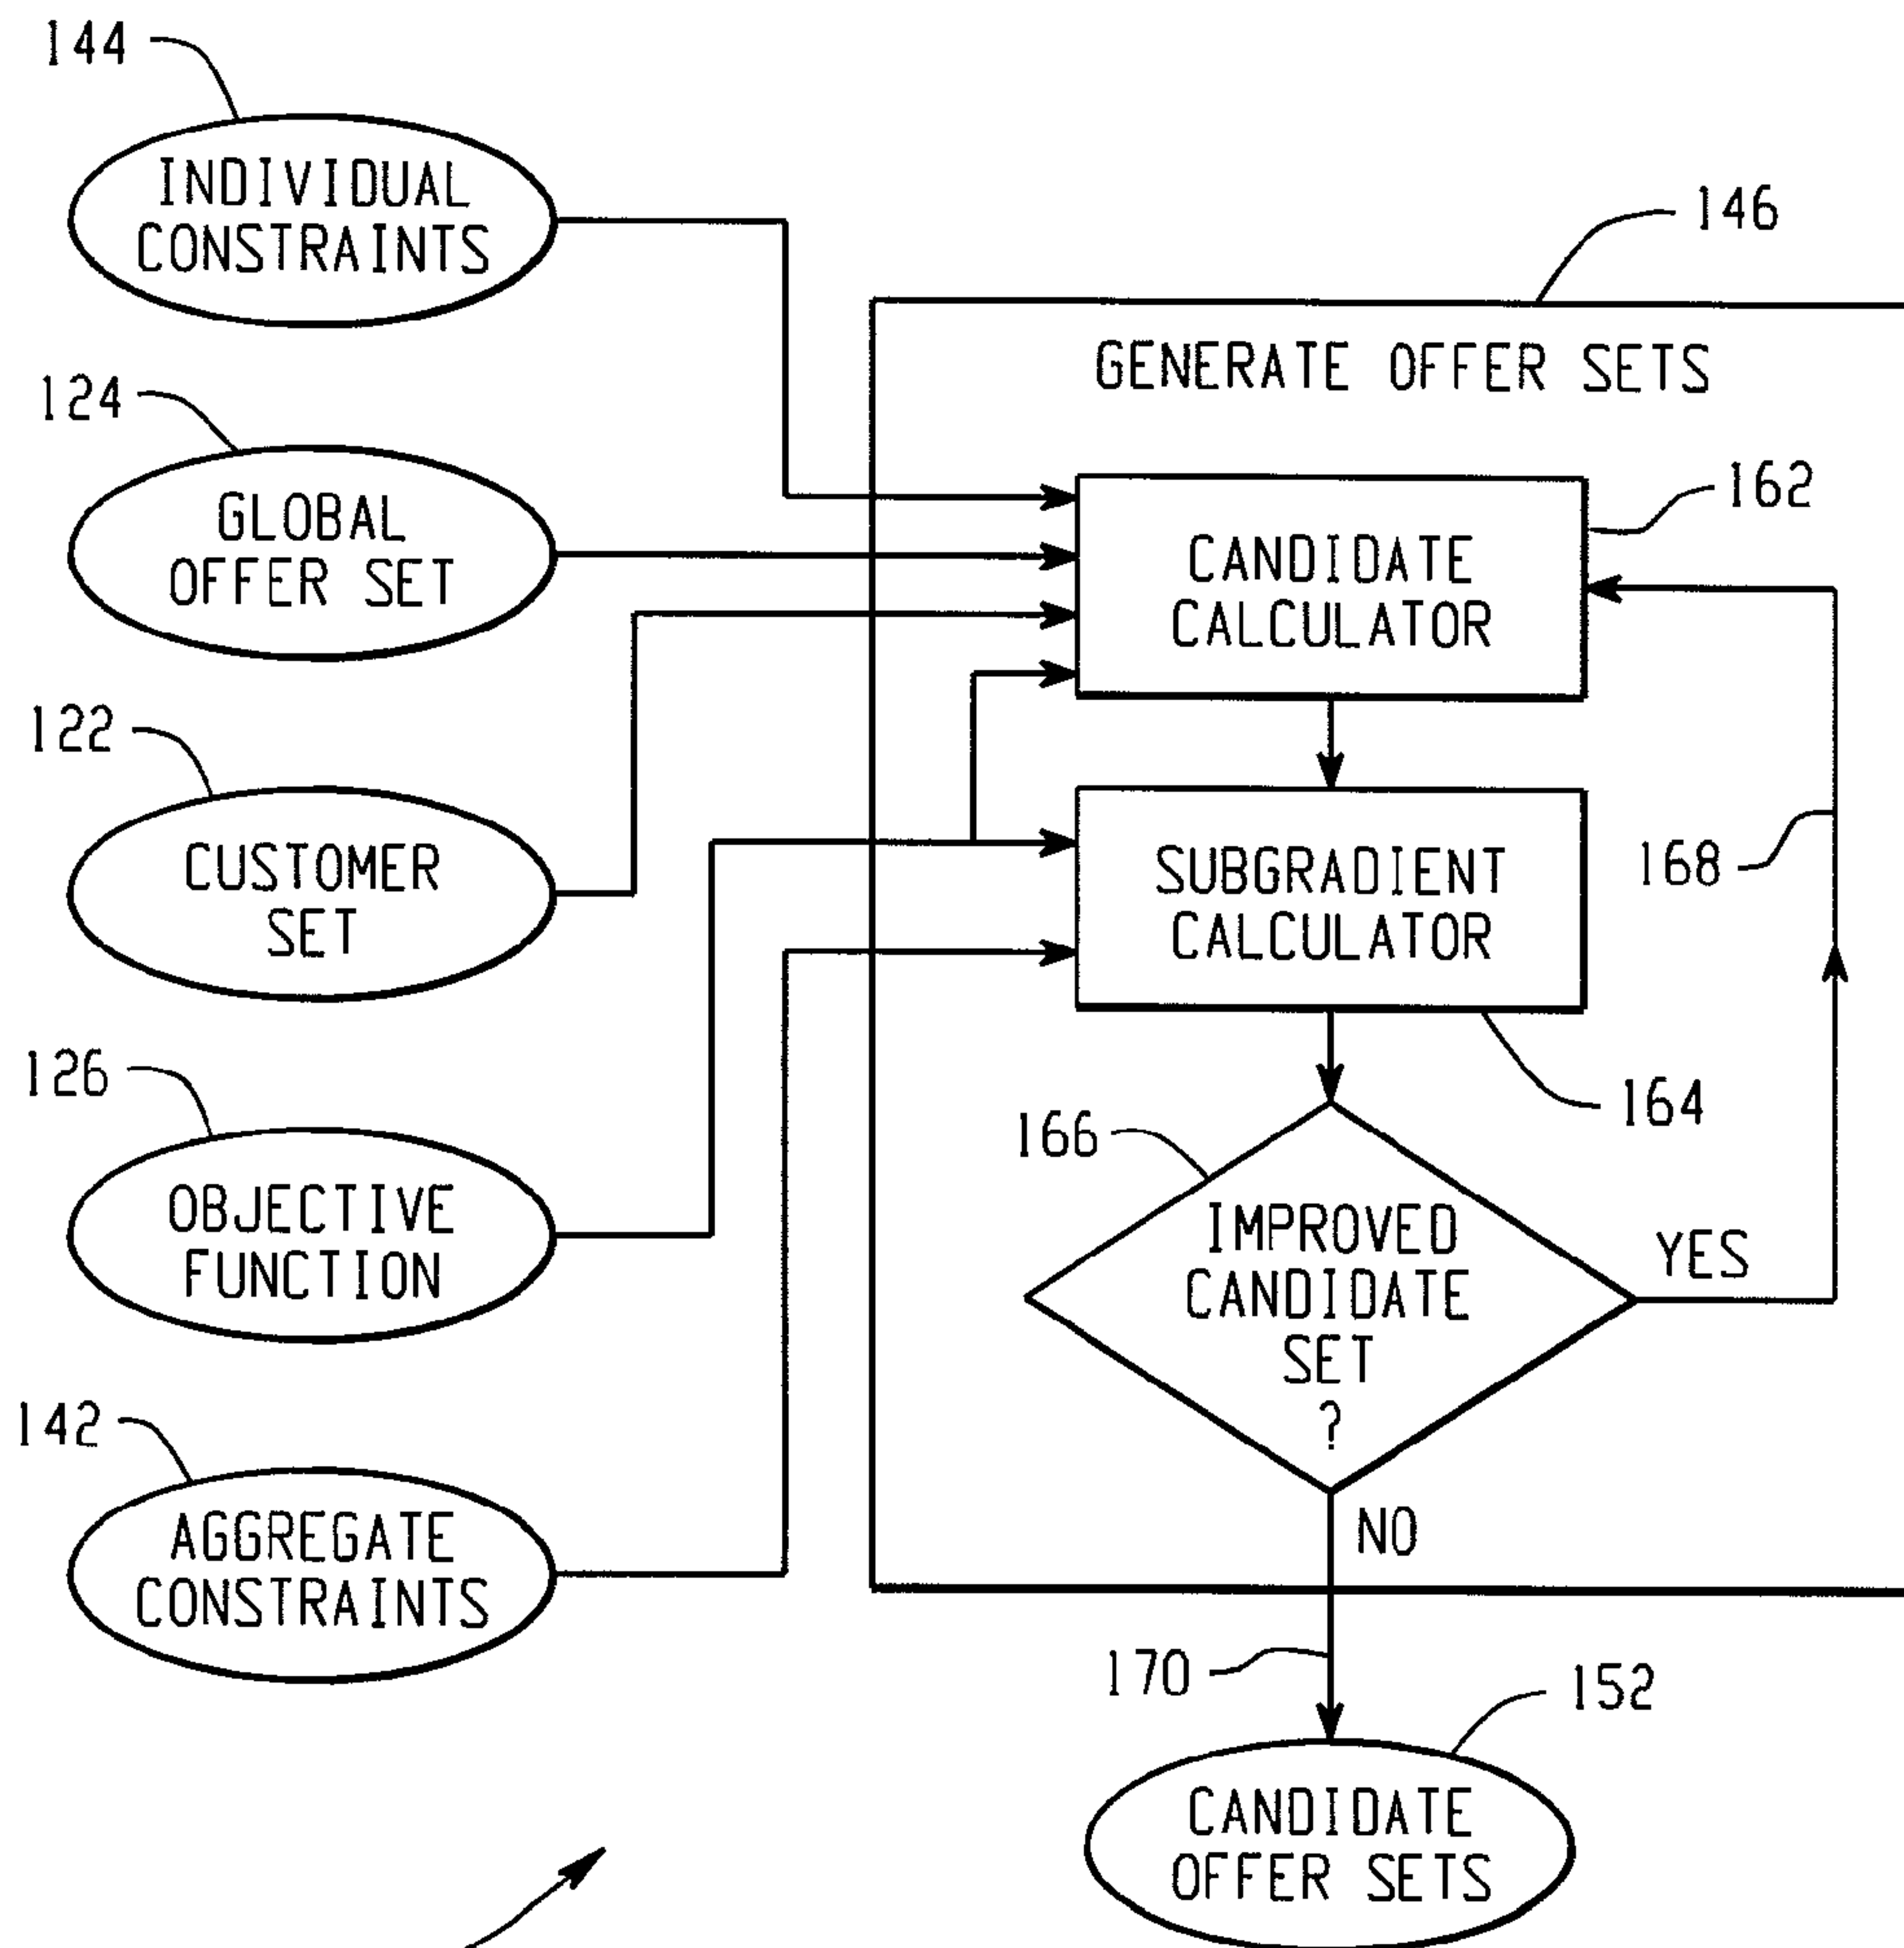 144
INDIVIDUAL
CONSTRAINTS
146
GENERATE OFFER SETS
124
GLOBAL
OFFER SET
162
CANDIDATE
CALCULATOR
122
CUSTOMER
SET
168
SUBGRADIENT
CALCULATOR
126
164
166
OBJECTIVE
FUNCTION
IMPROVED
CANDIDATE
SET
?
YES
142
AGGREGATE
CONSTRAINTS
NO
170
152
CANDIDATE
OFFER SETS